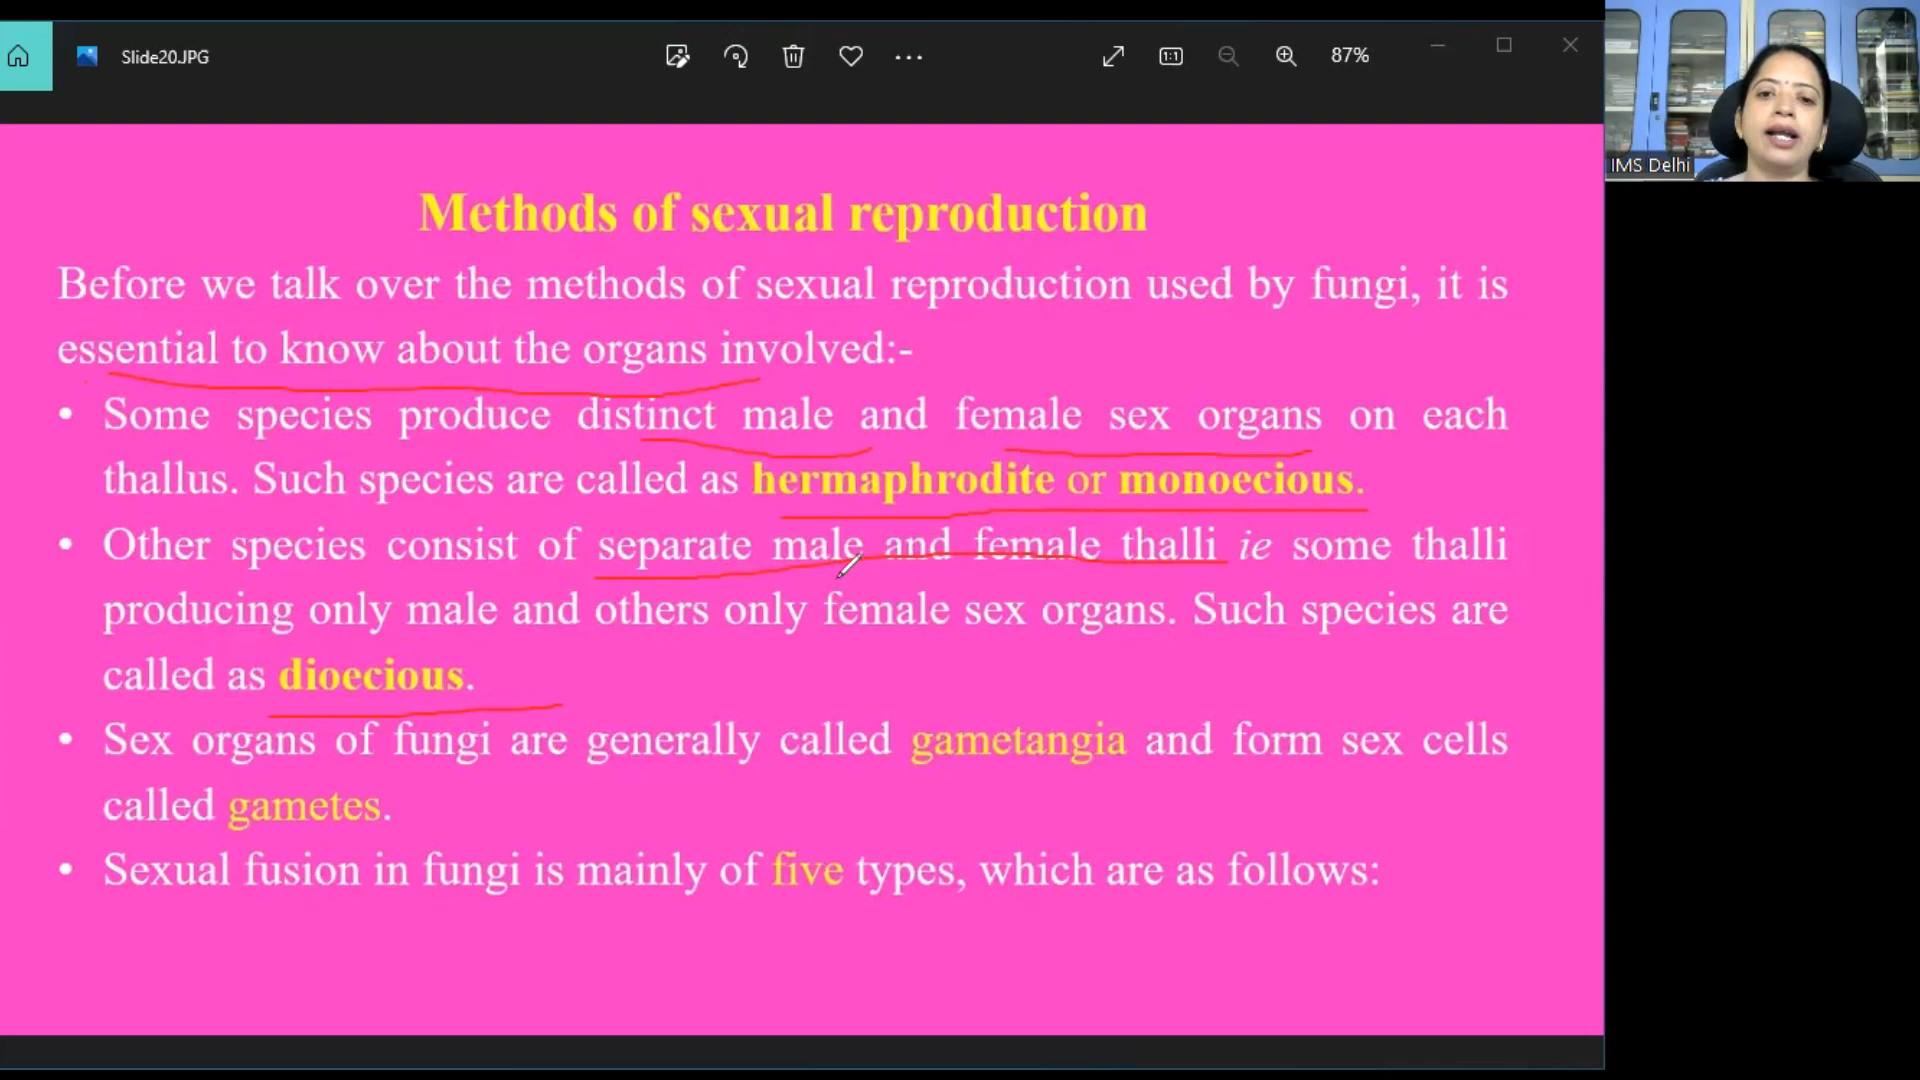 Slide20.JPG
1:1
87%
IMS Delhi
Methods of sexual reproduction
Before we talk over the methods of sexual reproduction used by fungi, it is
essential to know about the organs involved:-
• Some species produce distinct male and female sex organs on each
thallus. Such species are called as hermaphrodite or monoecious.
• Other species consist of separate male and female thalli ie some thalli
producing only male and others only female sex organs. Such species are
called as dioecious.
• Sex organs of fungi are generally called gametangia and form sex cells
called gametes.
• Sexual fusion in fungi is mainly of five types, which are as follows: